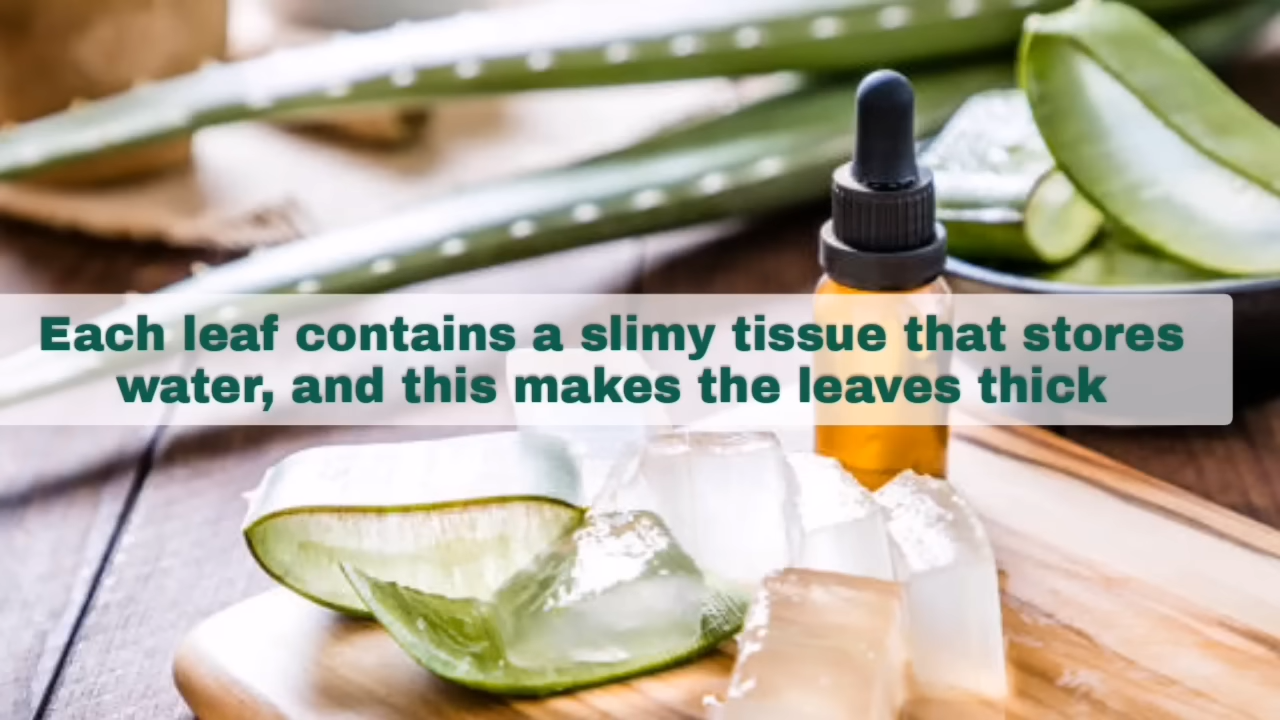 Each leaf contains a slimy tissue that stores
water, and this makes the leaves thick